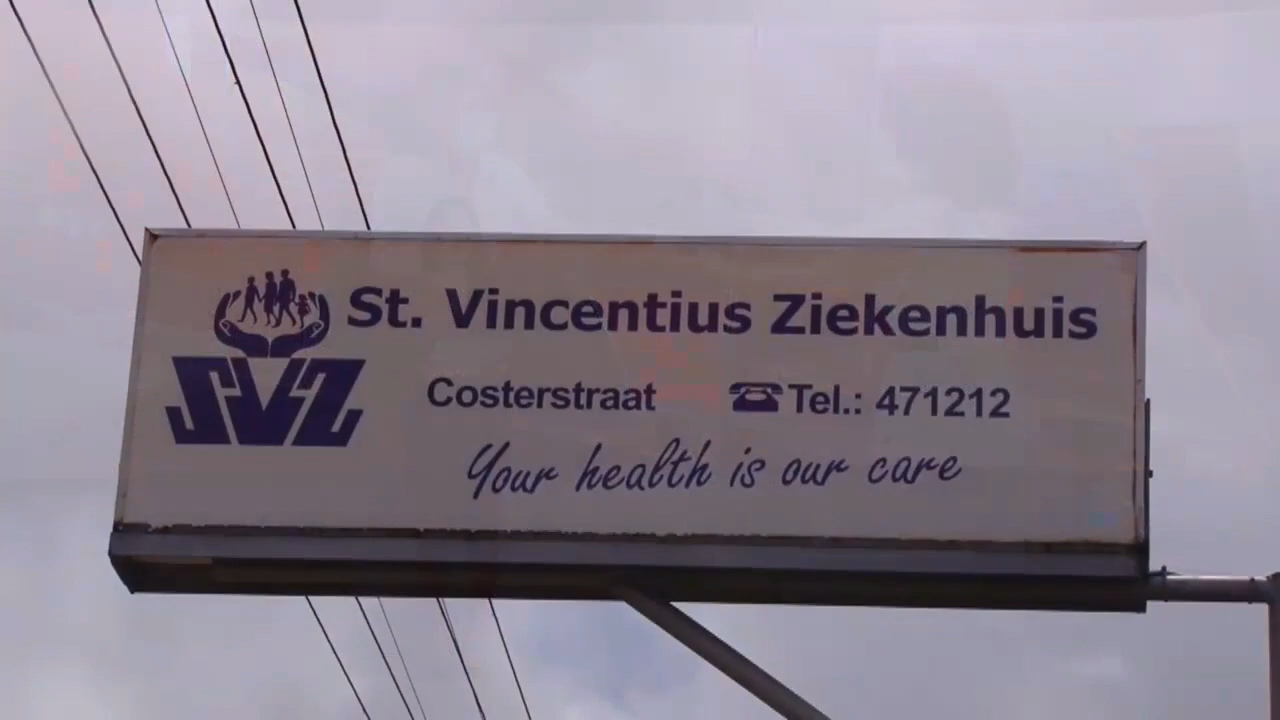 St. Vincentius Ziekenhuis
SVZ
Costerstraat ☎Tel.: 471212
Your health is our care